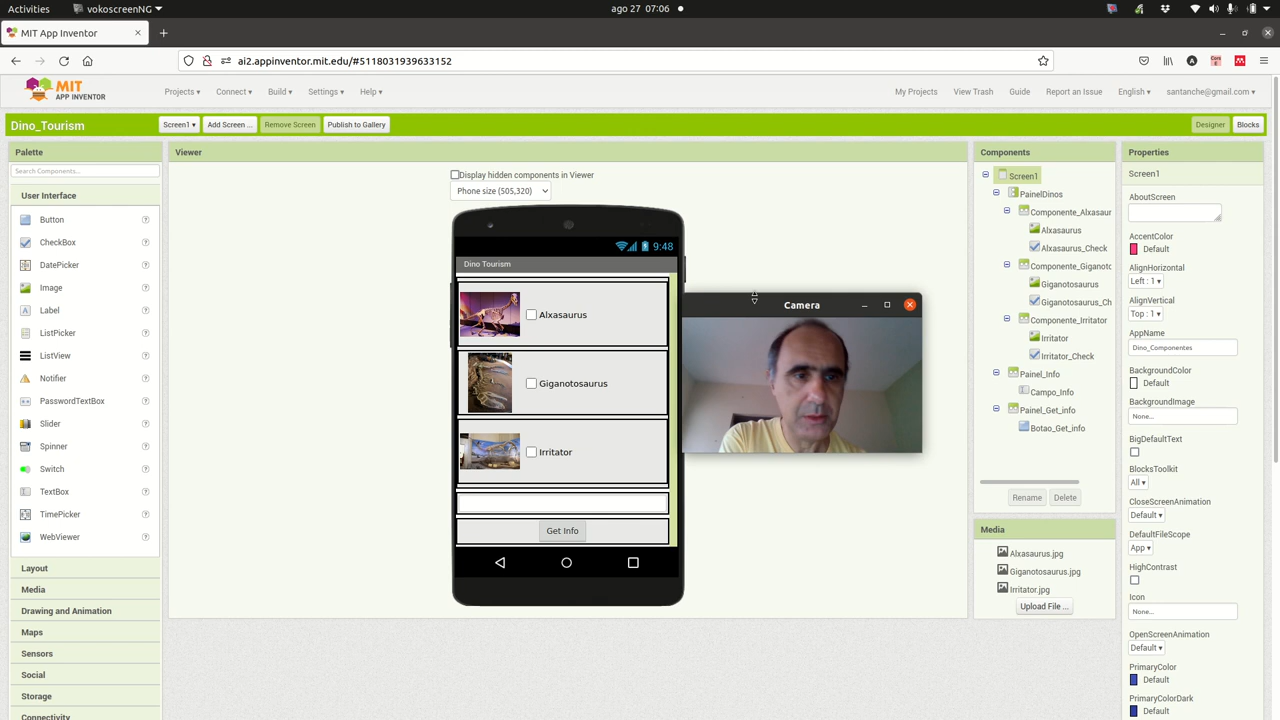 Activities
vokoscreenNG ▾
ago 27 07:06
MIT App Inventor
ai2.appinventor.mit.edu/#5118031939633152
MIT
APP INVENTOR
Projects ▾
Connect ▾
Build ▾
Settings ▾
Help ▾
My Projects
View Trash
Guide
Report an Issue
English ▾
santanche@gmail.com ▾
Dino_Tourism
Screen1 ▾
Add Screen ...
Remove Screen
Publish to Gallery
Designer
Blocks
Palette
Search Components...
User Interface
Button
CheckBox
DatePicker
Image
Label
ListPicker
ListView
Notifier
PasswordTextBox
Slider
Spinner
Switch
TextBox
TimePicker
WebViewer
Layout
Media
Drawing and Animation
Maps
Sensors
Social
Storage
Connectivity
Viewer
Display hidden components in Viewer
Phone size (505,320)
9:48
Dino Tourism
Alxasaurus
Giganotosaurus
Irritator
Get Info
Camera
Components
Screen1
PainelDinos
Componente_Alxasaur
Alxasaurus
Alxasaurus_Check
Componente_Giganoto
Giganotosaurus
Giganotosaurus_Ch
Componente_Irritator
Irritator
Irritator_Check
Painel_Info
Campo_Info
Painel_Get_info
Botao_Get_info
Rename
Delete
Media
Alxasaurus.jpg
Giganotosaurus.jpg
Irritator.jpg
Upload File ...
Properties
Screen1
AboutScreen
AccentColor
Default
AlignHorizontal
Left : 1 ▾
AlignVertical
Top : 1 ▾
AppName
Dino_Componentes
BackgroundColor
Default
BackgroundImage
None...
BigDefaultText
BlocksToolkit
All ▾
CloseScreenAnimation
Default ▾
DefaultFileScope
App ▾
HighContrast
Icon
None...
OpenScreenAnimation
Default ▾
PrimaryColor
Default
PrimaryColorDark
Default